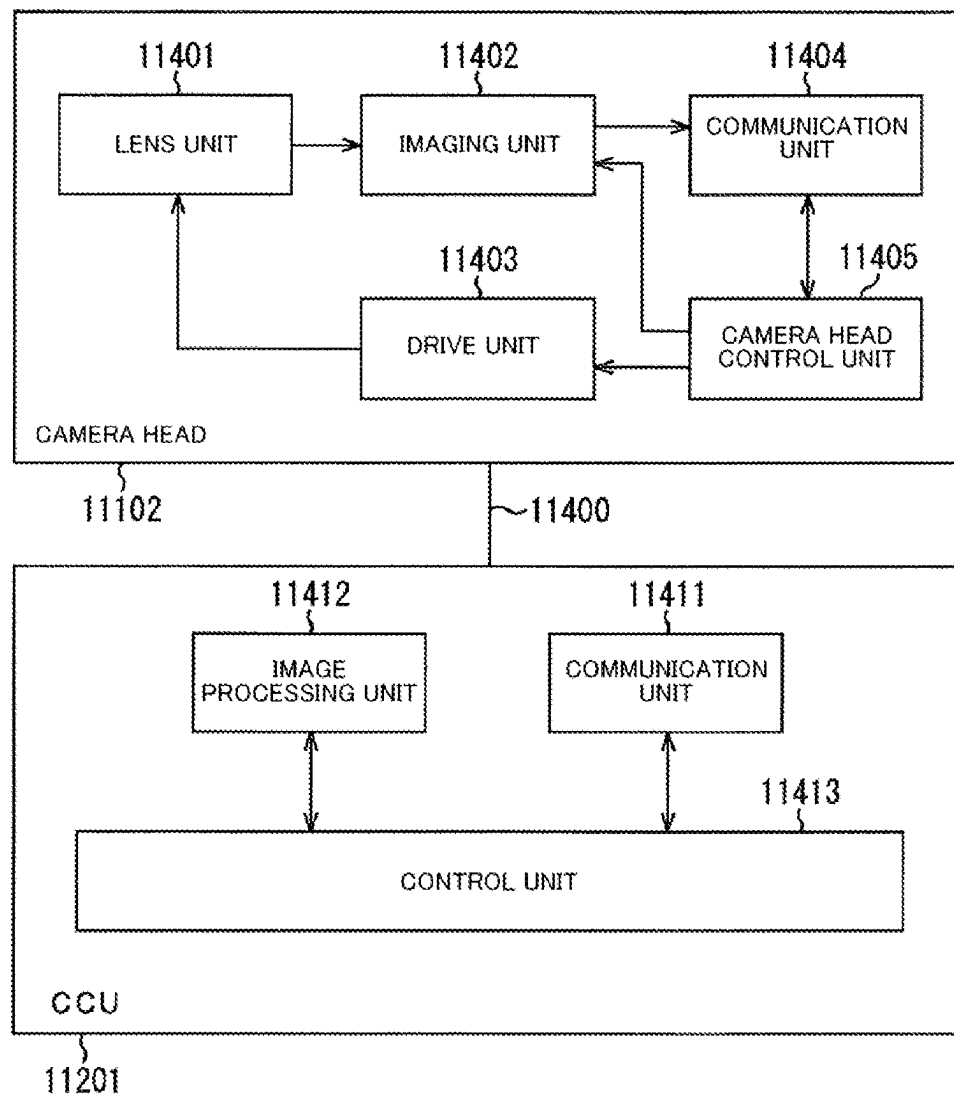 11401
11402
11404
LENS UNIT
IMAGING UNIT
COMMUNICATION
UNIT
11403
11405
DRIVE UNIT
CAMERA HEAD
CONTROL UNIT
CAMERA HEAD
11102
11400
11412
11411
IMAGE
PROCESSING UNIT
COMMUNICATION
UNIT
11413
CONTROL UNIT
CCU
11201